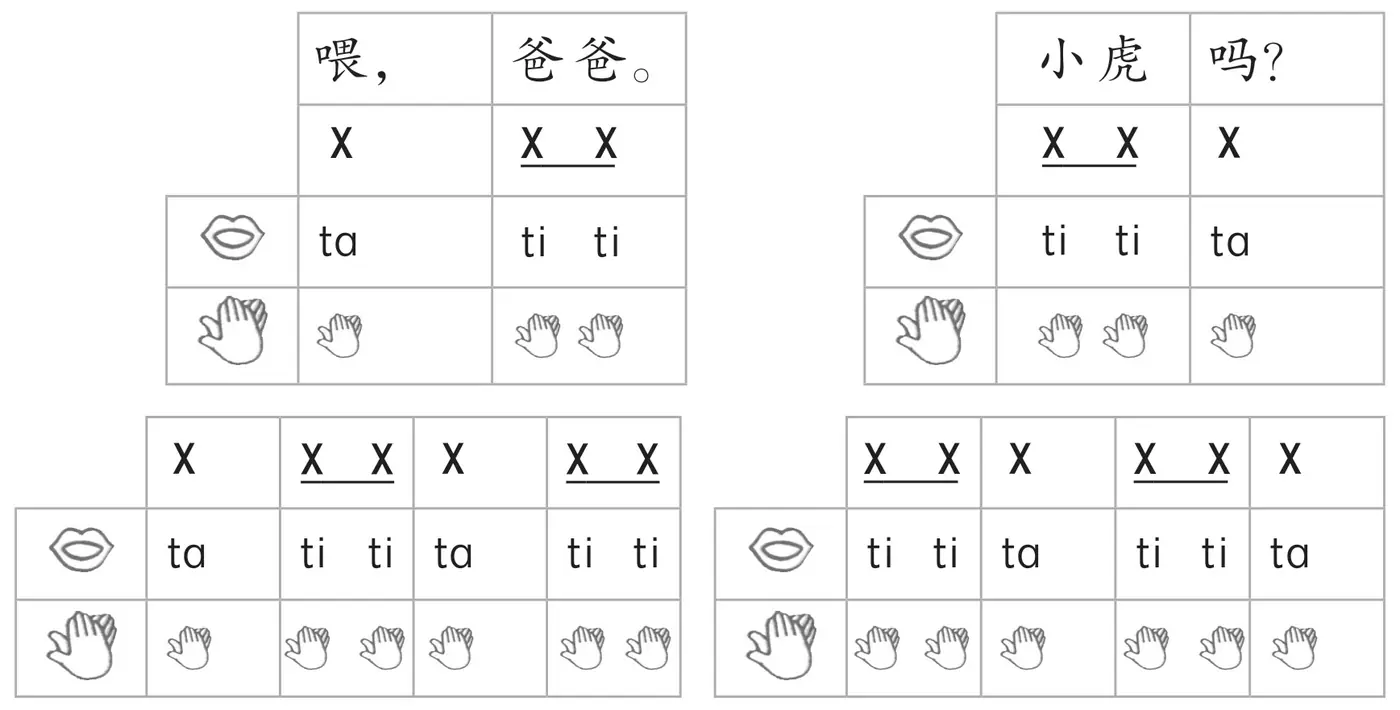 喂， 爸爸。
X X X
ta ti ti
小虎 吗？
X X X
ti ti ta
X X X X X X
ta ti ti ta ti ti
X X X X X X
ti ti ta ti ti ta